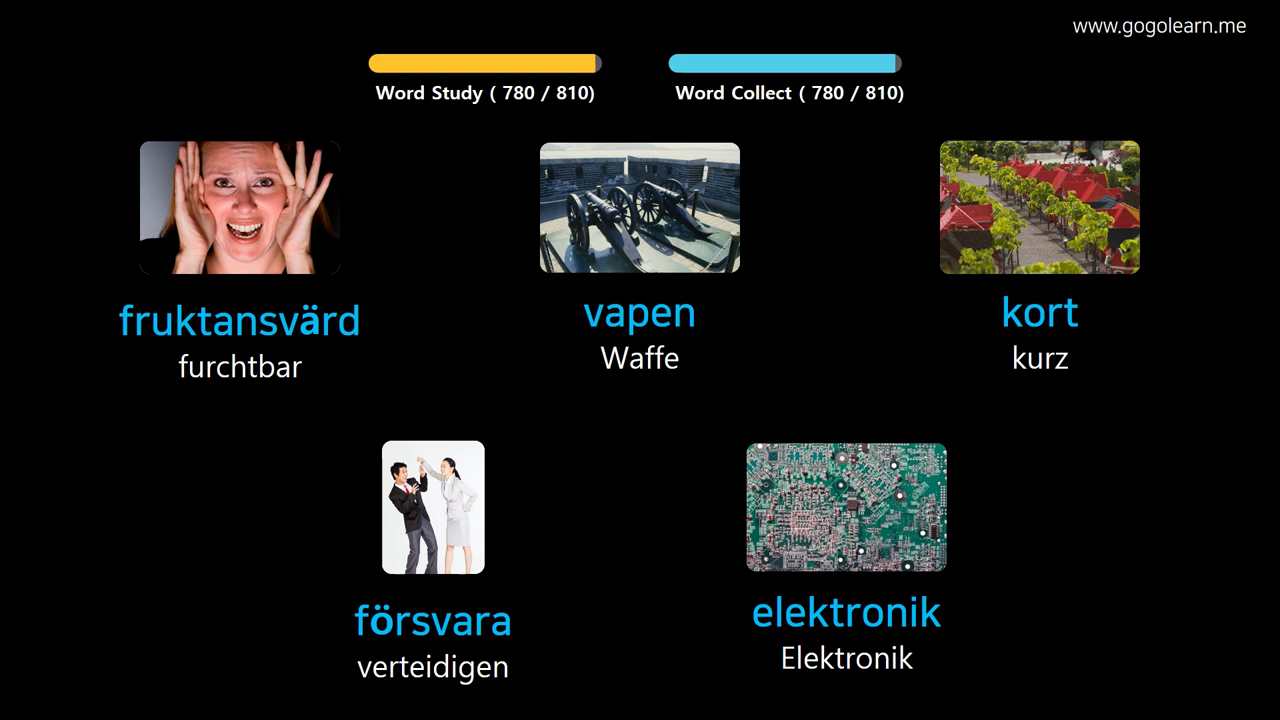 www.gogolearn.me
Word Study ( 780 / 810)
Word Collect ( 780 / 810)
fruktansvärd
furchtbar
vapen
Waffe
kort
kurz
försvara
verteidigen
elektronik
Elektronik